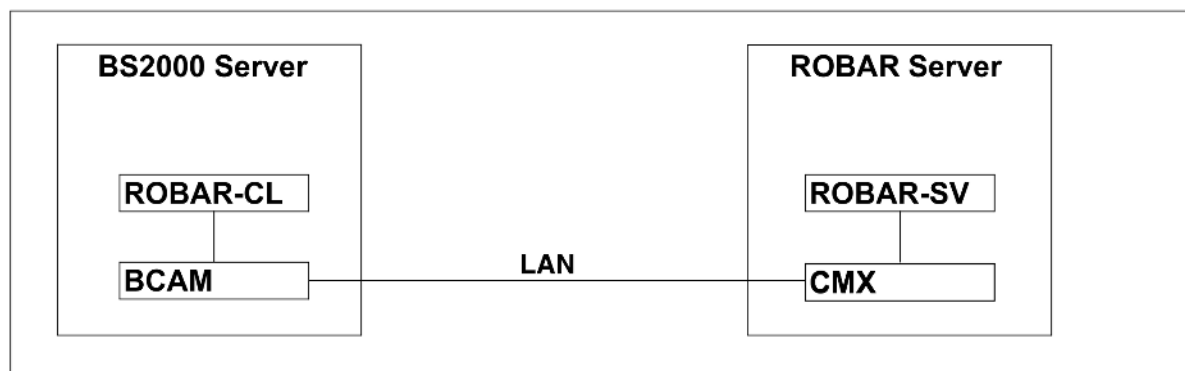 BS2000 Server
ROBAR Server
ROBAR-CL
ROBAR-SV
LAN
BCAM
CMX